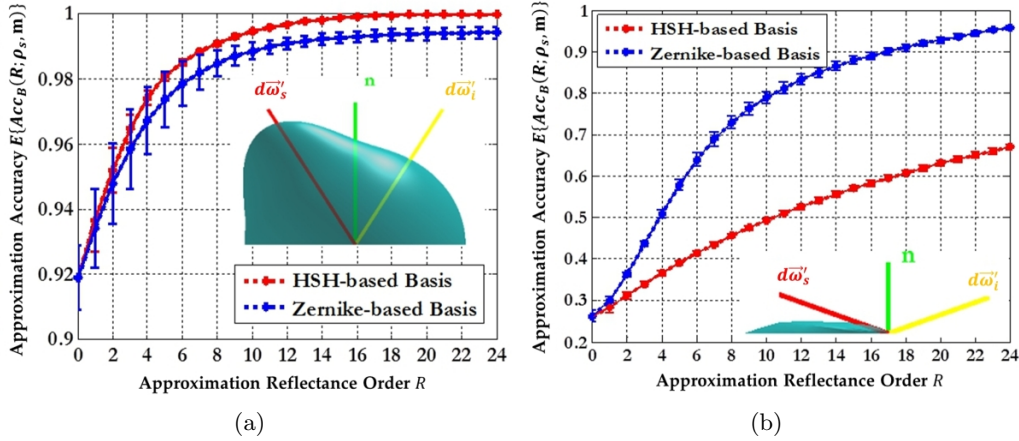 (a)
Approximation Accuracy E{Acc_B(R; ρ_s, m)}
1
0.98
0.96
0.94
0.92
0.9
0 2 4 6 8 10 12 14 16 18 20 22 24
Approximation Reflectance Order R
dω⃗′_s
n
dω⃗′_i
HSH-based Basis
Zernike-based Basis
(a)
(b)
Approximation Accuracy E{Acc_B(R; ρ_s, m)}
1
0.9
0.8
0.7
0.6
0.5
0.4
0.3
0.2
HSH-based Basis
Zernike-based Basis
n
dω⃗′_s
dω⃗′_i
0 2 4 6 8 10 12 14 16 18 20 22 24
Approximation Reflectance Order R
(b)